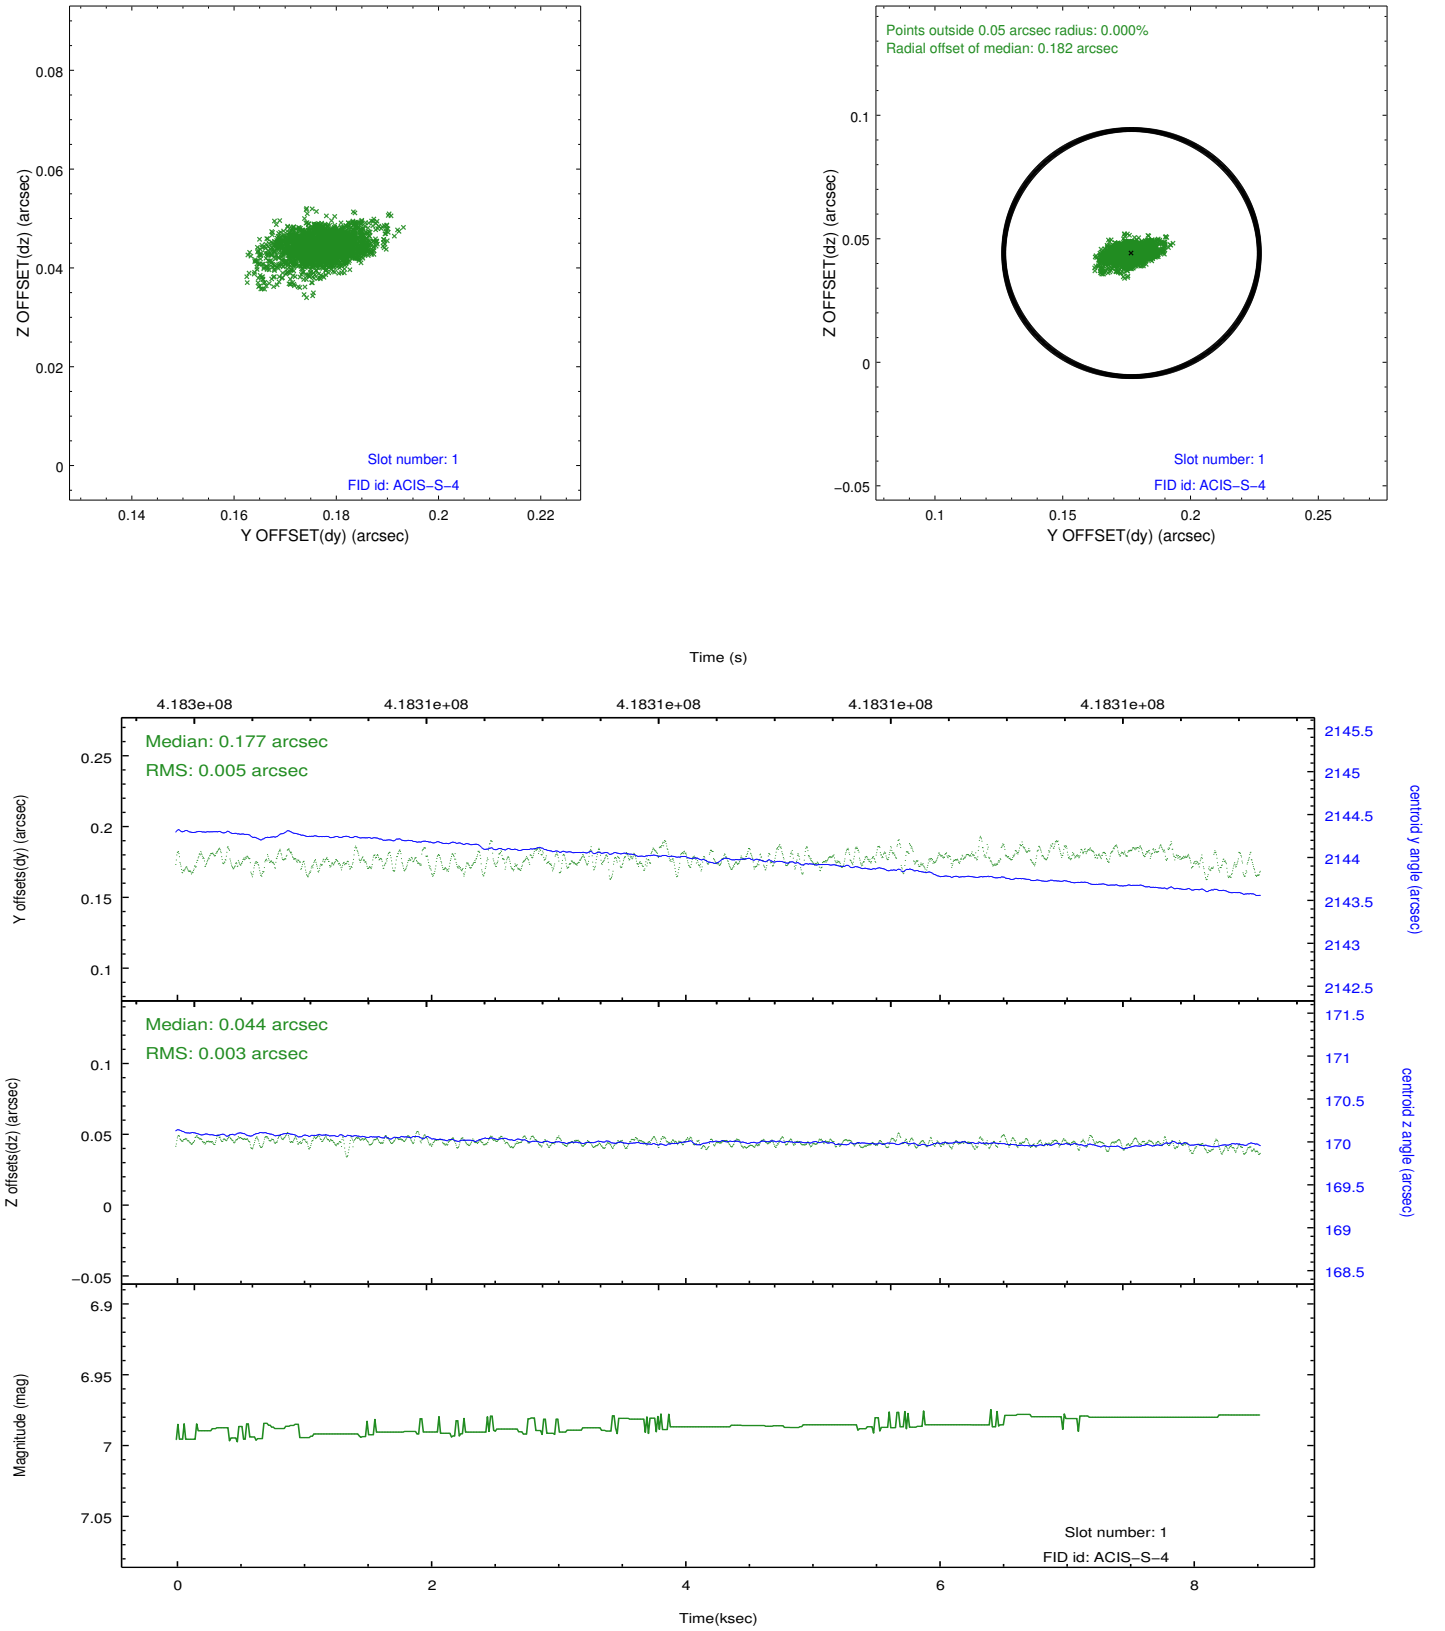 0.08
0.06
0.04
0.02
0
Z OFFSET(dz) (arcsec)
Slot number: 1
FID id: ACIS−S−4
0.14 0.16 0.18 0.2 0.22
Y OFFSET(dy) (arcsec)
Points outside 0.05 arcsec radius: 0.000%
Radial offset of median: 0.182 arcsec
0.1
0.05
0
−0.05
Z OFFSET(dz) (arcsec)
Slot number: 1
FID id: ACIS−S−4
0.1 0.15 0.2 0.25
Y OFFSET(dy) (arcsec)
Time (s)
4.183e+08 4.1831e+08 4.1831e+08 4.1831e+08 4.1831e+08
Median: 0.177 arcsec
RMS: 0.005 arcsec
0.25
0.2
0.15
0.1
Y offsets(dy) (arcsec)
2145.5
2145
2144.5
2144
2143.5
2143
2142.5
centroid y angle (arcsec)
Median: 0.044 arcsec
RMS: 0.003 arcsec
0.1
0.05
0
−0.05
Z offsets(dz) (arcsec)
171.5
171
170.5
170
169.5
169
168.5
centroid z angle (arcsec)
6.9
6.95
7
7.05
Magnitude (mag)
Slot number: 1
FID id: ACIS−S−4
0 2 4 6 8
Time(ksec)